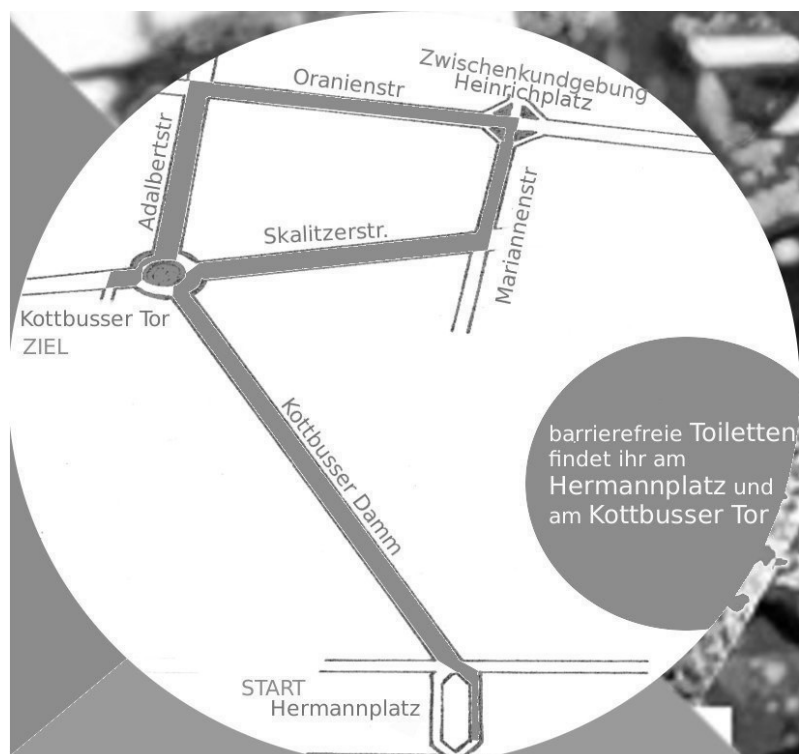 Zwischenkundgebung
Heinrichplatz
Oranienstr
Adalbertstr
Skalitzerstr.
Mariannenstr
Kottbusser Tor
ZIEL
Kottbusser Damm
barrierefreie Toiletten
findet ihr am
Hermannplatz und
am Kottbusser Tor
START
Hermannplatz